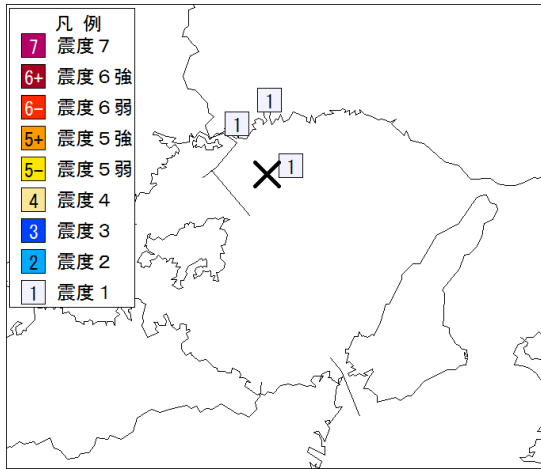 凡 例
7 震度７
6+ 震度６強
6- 震度６弱
5+ 震度５強
5- 震度５弱
4 震度４
3 震度３
2 震度２
1 震度１
1
1
1